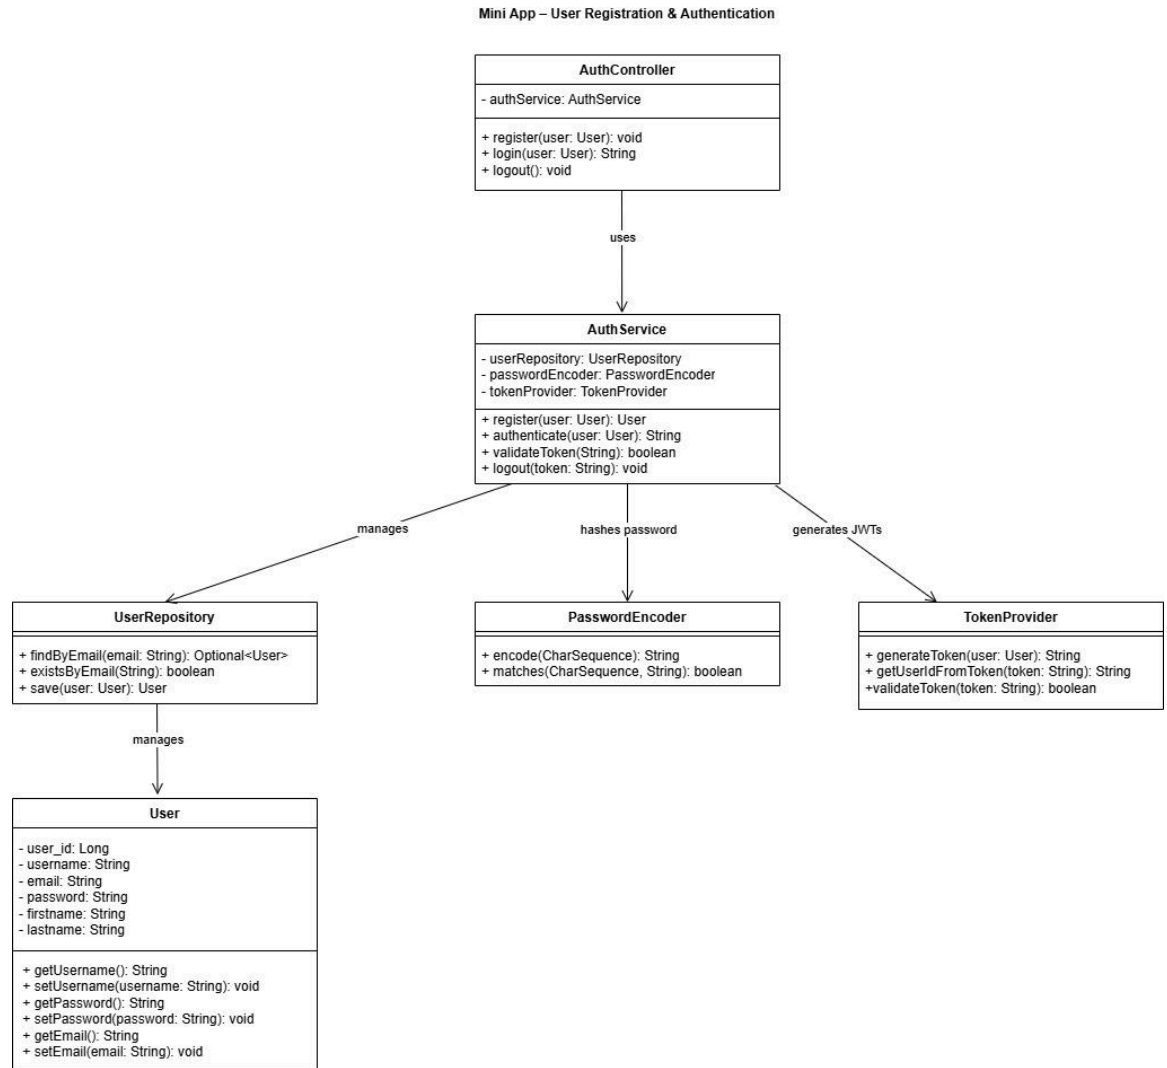 Mini App – User Registration & Authentication
AuthController
- authService: AuthService
+ register(user: User): void
+ login(user: User): String
+ logout(): void
uses
AuthService
- userRepository: UserRepository
- passwordEncoder: PasswordEncoder
- tokenProvider: TokenProvider
+ register(user: User): User
+ authenticate(user: User): String
+ validateToken(String): boolean
+ logout(token: String): void
manages
hashes password
generates JWTs
UserRepository
+ findByEmail(email: String): Optional<User>
+ existsByEmail(String): boolean
+ save(user: User): User
PasswordEncoder
+ encode(CharSequence): String
+ matches(CharSequence, String): boolean
TokenProvider
+ generateToken(user: User): String
+ getUserIdFromToken(token: String): String
+validateToken(token: String): boolean
manages
User
- user_id: Long
- username: String
- email: String
- password: String
- firstname: String
- lastname: String
+ getUsername(): String
+ setUsername(username: String): void
+ getPassword(): String
+ setPassword(password: String): void
+ getEmail(): String
+ setEmail(email: String): void